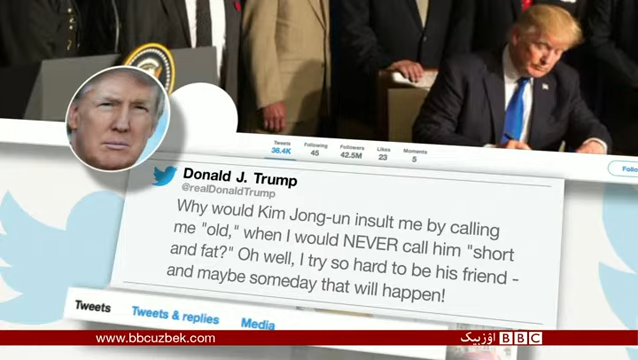 Tweets Following Followers Likes Moments
36.4K 45 42.5M 23 5
Follo
Donald J. Trump
@realDonaldTrump
Why would Kim Jong-un insult me by calling
me "old," when I would NEVER call him "short
and fat?" Oh well, I try so hard to be his friend -
and maybe someday that will happen!
Tweets Tweets & replies Media
www.bbcuzbek.com اۉزبیک BBC